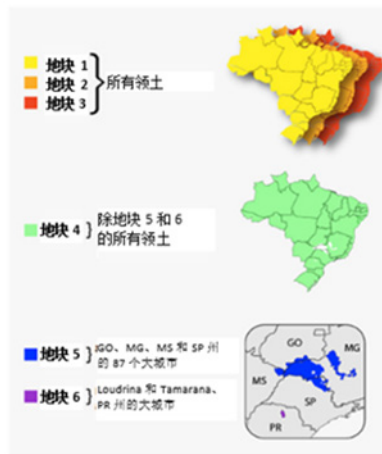 地块 1
地块 2
地块 3
所有领土
地块 4
除地块 5 和 6
的所有领土
地块 5
GO、MG、MS 和 SP 州
的 87 个大城市
地块 6
Loudrina 和 Tamarana、
PR 州的大城市
GO
MG
MS
SP
PR